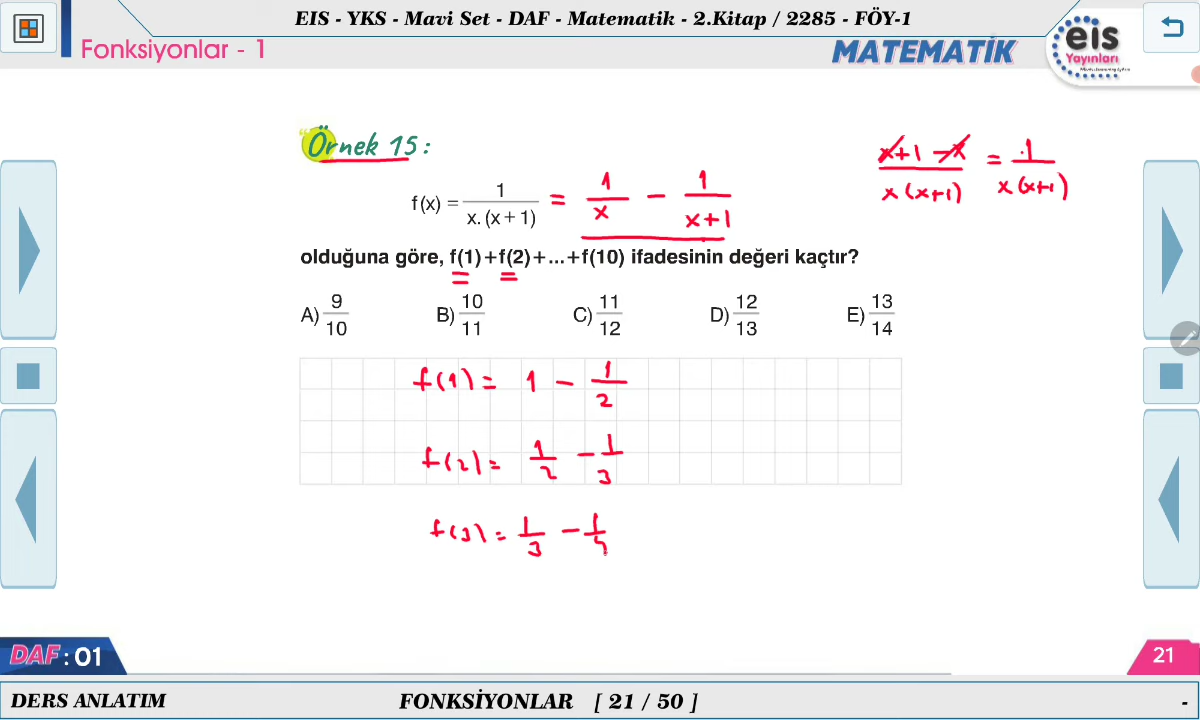 EIS - YKS - Mavi Set - DAF - Matematik - 2.Kitap / 2285 - FÖY-1
Fonksiyonlar - 1
MATEMATİK
eis
Yayınları
Örnek 15 :
f(x) = 1 / x.(x+1) = 1/x - 1/(x+1)
x+1-x / x(x+1) = 1 / x(x+1)
olduğuna göre, f(1)+f(2)+...+f(10) ifadesinin değeri kaçtır?
A) 9/10 B) 10/11 C) 11/12 D) 12/13 E) 13/14
f(1) = 1 - 1/2
f(2) = 1/2 - 1/3
f(3) = 1/3 - 1/
DAF : 01
21
DERS ANLATIM FONKSİYONLAR [ 21 / 50 ] -